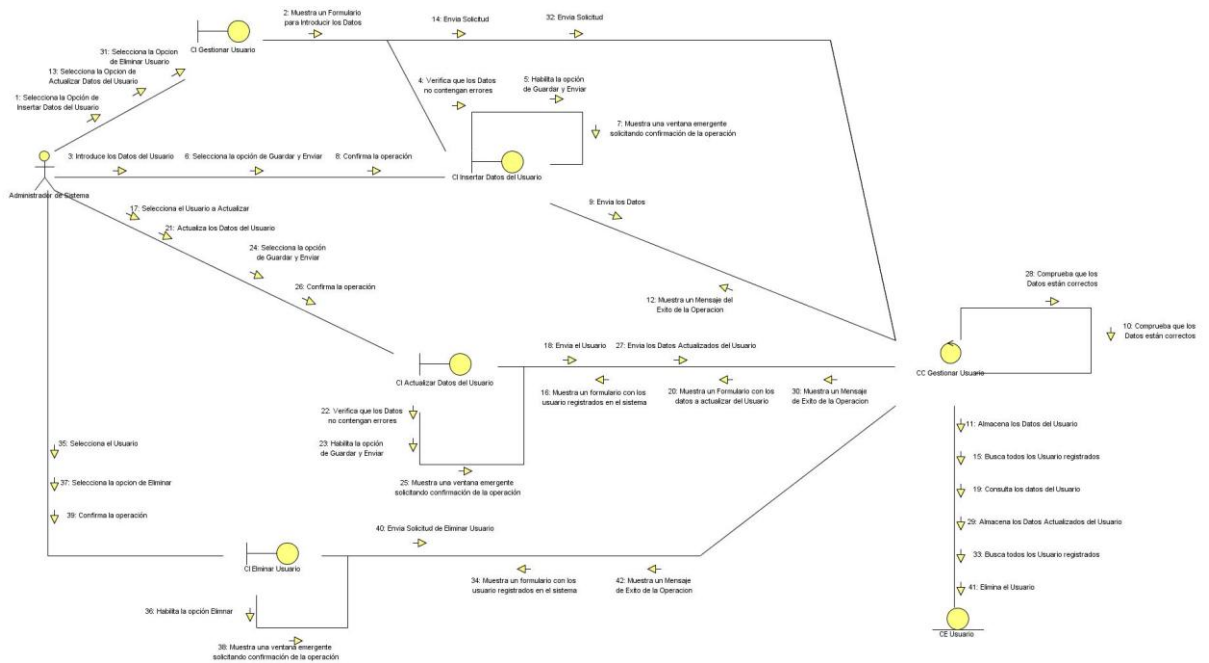 2: Muestra un Formulario
para Introducir los Datos
14: Envia Solicitud
32: Envia Solicitud
CI Gestionar Usuario
31: Selecciona la Opcion
de Eliminar Usuario
13: Selecciona la Opcion de
Actualizar Datos del Usuario
1: Selecciona la Opción de
Insertar Datos del Usuario
4: Verifica que los Datos
no contengan errores
5: Habilita la opción
de Guardar y Enviar
7: Muestra una ventana emergente
solicitando confirmación de la operación
3: Introduce los Datos del Usuario
6: Selecciona la opción de Guardar y Enviar
8: Confirma la operación
CI Insertar Datos del Usuario
Administrador de Sistema
17: Selecciona el Usuario a Actualizar
21: Actualiza los Datos del Usuario
24: Selecciona la opción
de Guardar y Enviar
26: Confirma la operación
9: Envia los Datos
12: Muestra un Mensaje del
Exito de la Operacion
28: Comprueba que los
Datos están correctos
10: Comprueba que los
Datos están correctos
CC Gestionar Usuario
18: Envia el Usuario
27: Envia los Datos Actualizados del Usuario
CI Actualizar Datos del Usuario
16: Muestra un formulario con los
usuario registrados en el sistema
20: Muestra un Formulario con los
datos a actualizar del Usuario
30: Muestra un Mensaje
de Exito de la Operacion
22: Verifica que los Datos
no contengan errores
23: Habilita la opción
de Guardar y Enviar
25: Muestra una ventana emergente
solicitando confirmación de la operación
11: Almacena los Datos del Usuario
15: Busca todos los Usuario registrados
19: Consulta los datos del Usuario
29: Almacena los Datos Actualizados del Usuario
33: Busca todos los Usuario registrados
41: Elimina el Usuario
CE Usuario
35: Selecciona el Usuario
37: Selecciona la opcion de Eliminar
39: Confirma la operación
40: Envia Solicitud de Eliminar Usuario
CI Eliminar Usuario
34: Muestra un formulario con los
usuario registrados en el sistema
42: Muestra un Mensaje
de Exito de la Operacion
36: Habilita la opción Elimnar
38: Muestra una ventana emergente
solicitando confirmación de la operación